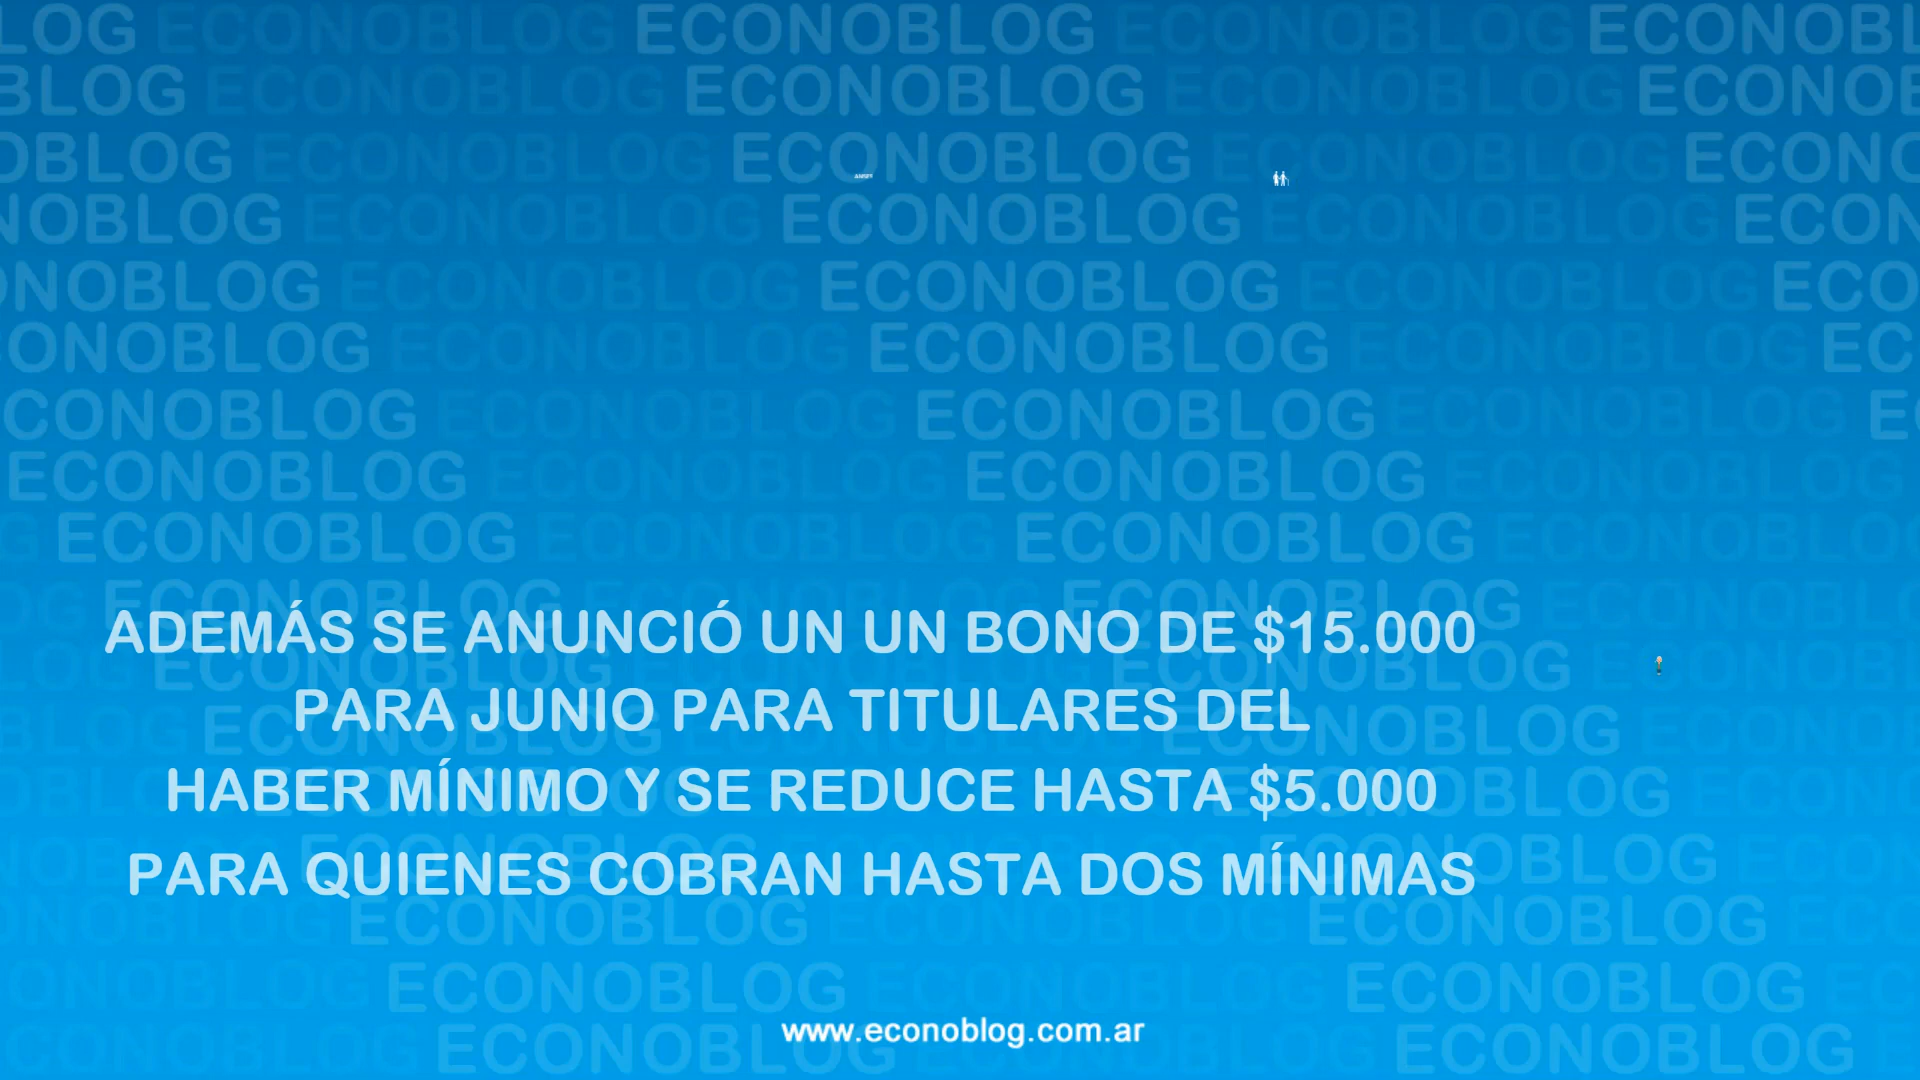 ADEMÁS SE ANUNCIÓ UN UN BONO DE $15.000
PARA JUNIO PARA TITULARES DEL
HABER MÍNIMO Y SE REDUCE HASTA $5.000
PARA QUIENES COBRAN HASTA DOS MÍNIMAS
www.econoblog.com.ar